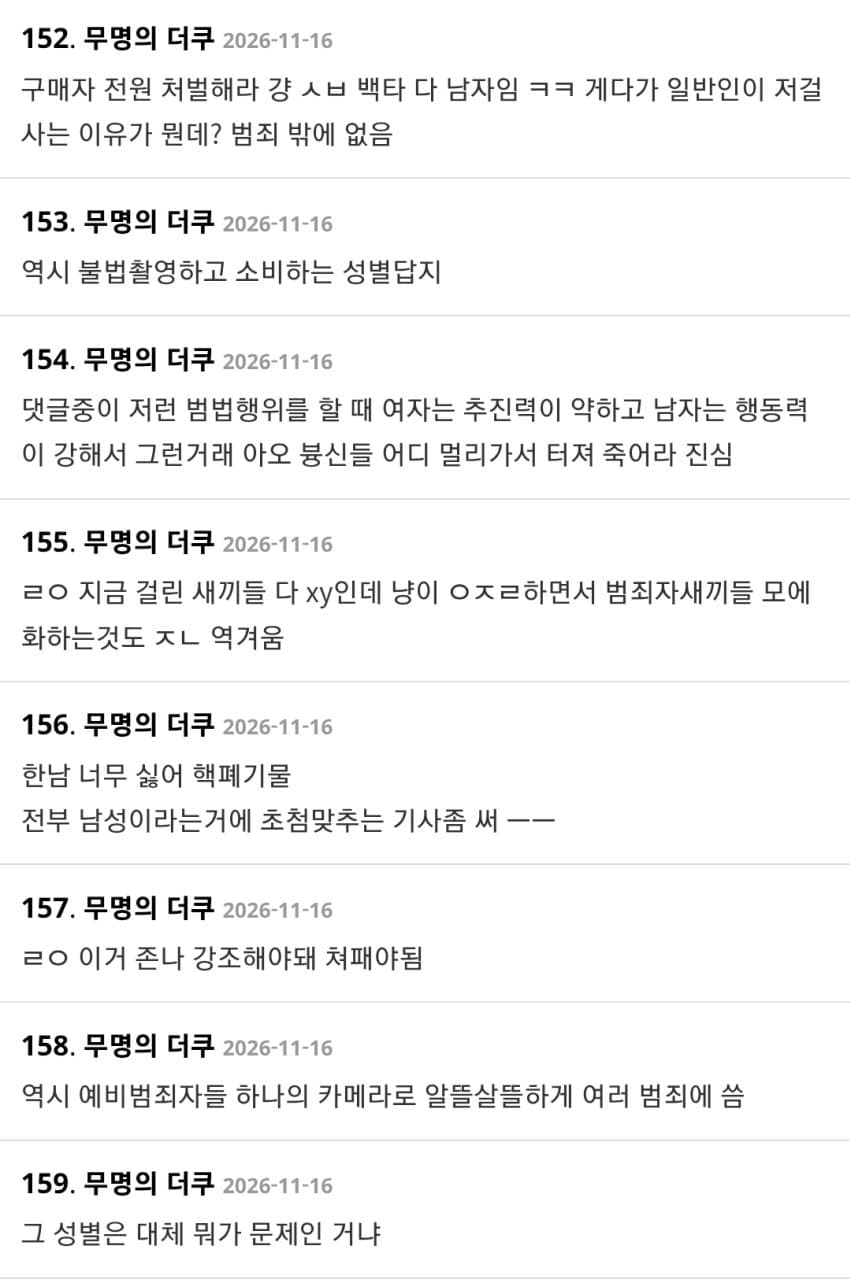 152. 무명의 더쿠 2026-11-16
구매자 전원 처벌해라 걍 ㅅㅂ 백타 다 남자임 ㅋㅋ 게다가 일반인이 저걸
사는 이유가 뭔데? 범죄 밖에 없음
153. 무명의 더쿠 2026-11-16
역시 불법촬영하고 소비하는 성별답지
154. 무명의 더쿠 2026-11-16
댓글중이 저런 범법행위를 할 때 여자는 추진력이 약하고 남자는 행동력
이 강해서 그런거래 아오 븅신들 어디 멀리가서 터져 죽어라 진심
155. 무명의 더쿠 2026-11-16
ㄹㅇ 지금 걸린 새끼들 다 xy인데 냥이 ㅇㅈㄹ하면서 범죄자새끼들 모에
화하는것도 ㅈㄴ 역겨움
156. 무명의 더쿠 2026-11-16
한남 너무 싫어 핵폐기물
전부 남성이라는거에 초첨맞추는 기사좀 써 ㅡㅡ
157. 무명의 더쿠 2026-11-16
ㄹㅇ 이거 존나 강조해야돼 쳐패야됨
158. 무명의 더쿠 2026-11-16
역시 예비범죄자들 하나의 카메라로 알뜰살뜰하게 여러 범죄에 씀
159. 무명의 더쿠 2026-11-16
그 성별은 대체 뭐가 문제인 거냐